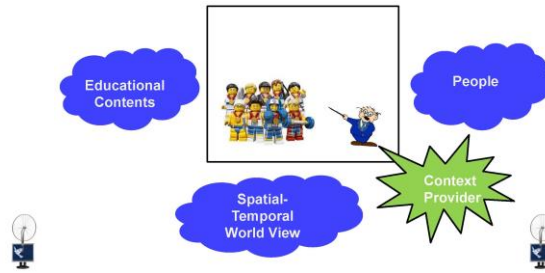 Educational
Contents
People
Context
Provider
Spatial-
Temporal
World View